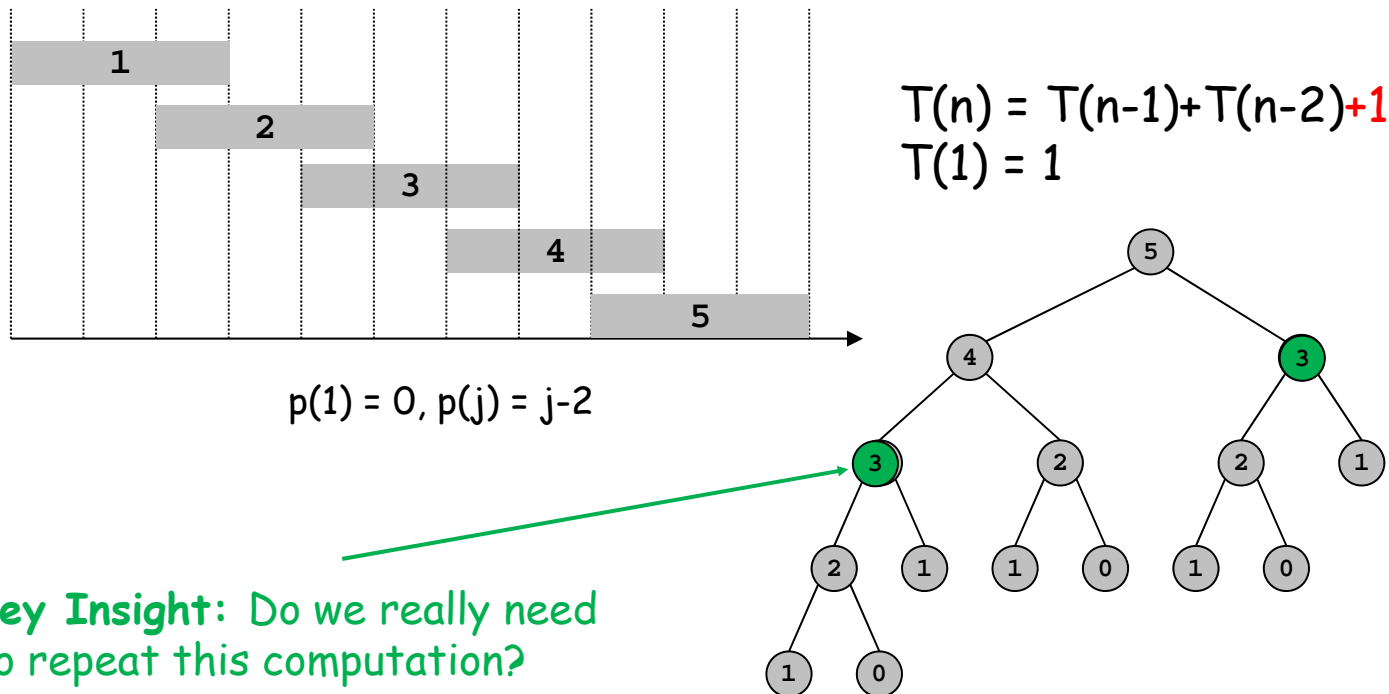 1
2
3
4
5
p(1) = 0, p(j) = j-2
T(n) = T(n-1)+T(n-2)+1
T(1) = 1
5
4 3
3 2 2 1
2 1 1 0 1 0
1 0
ey Insight: Do we really need
o repeat this computation?